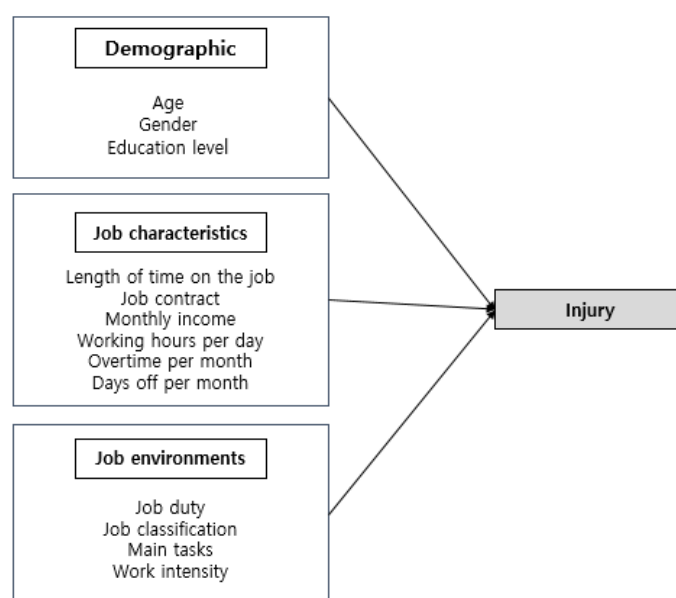 Demographic
Age
Gender
Education level
Job characteristics
Length of time on the job
Job contract
Monthly income
Working hours per day
Overtime per month
Days off per month
Injury
Job environments
Job duty
Job classification
Main tasks
Work intensity